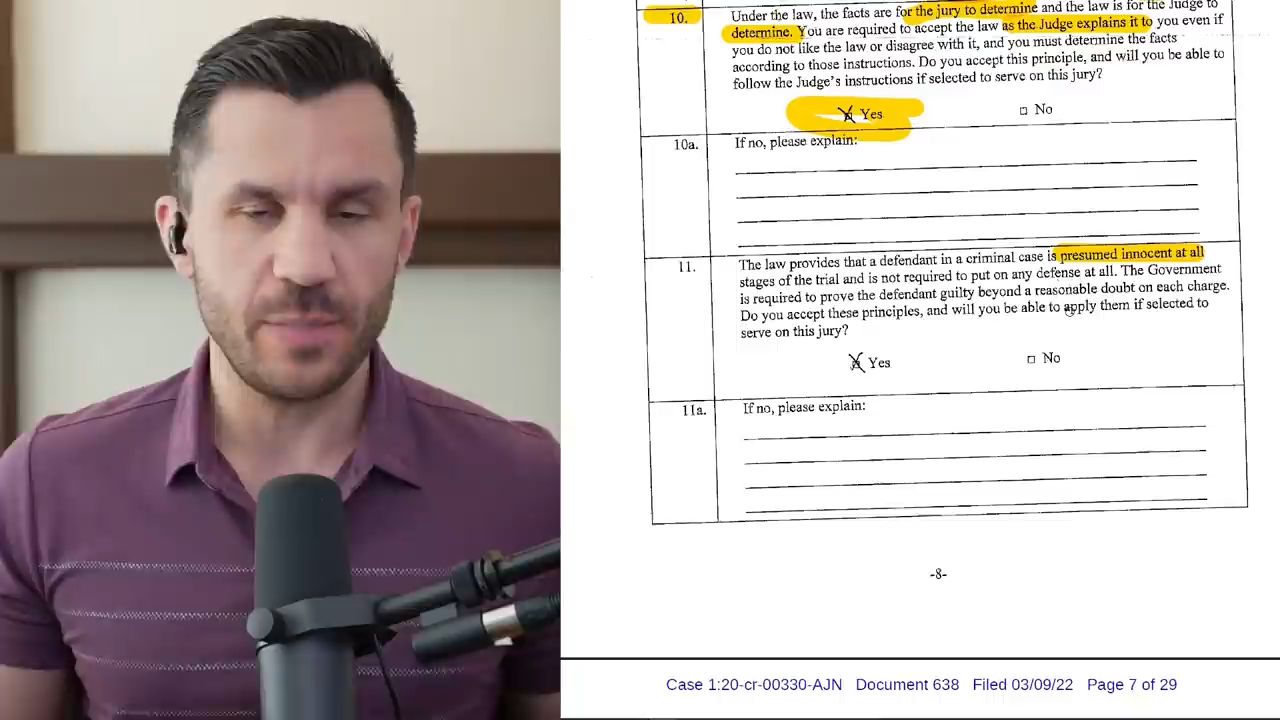 10.
Under the law, the facts are for the jury to determine and the law is for the Judge to
determine. You are required to accept the law as the Judge explains it to you even if
you do not like the law or disagree with it, and you must determine the facts
according to those instructions. Do you accept this principle, and will you be able to
follow the Judge's instructions if selected to serve on this jury?
Yes
No
10a.
If no, please explain:
11.
The law provides that a defendant in a criminal case is presumed innocent at all
stages of the trial and is not required to put on any defense at all. The Government
is required to prove the defendant guilty beyond a reasonable doubt on each charge.
Do you accept these principles, and will you be able to apply them if selected to
serve on this jury?
Yes
No
11a.
If no, please explain:
-8-
Case 1:20-cr-00330-AJN Document 638 Filed 03/09/22 Page 7 of 29